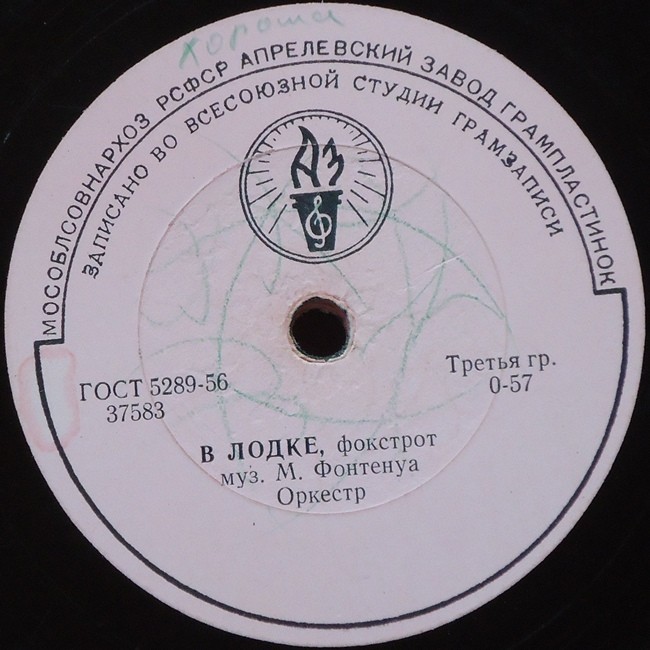 хороша
МОСОБЛСОВНАРХОЗ РСФСР АПРЕЛЕВСКИЙ ЗАВОД ГРАМПЛАСТИНОК
ЗАПИСАНО ВО ВСЕСОЮЗНОЙ СТУДИИ ГРАМЗАПИСИ
АЗ
ГОСТ 5289-56
37583
Третья гр.
0-57
В ЛОДКЕ, фокстрот
муз. М. Фонтенуа
Оркестр